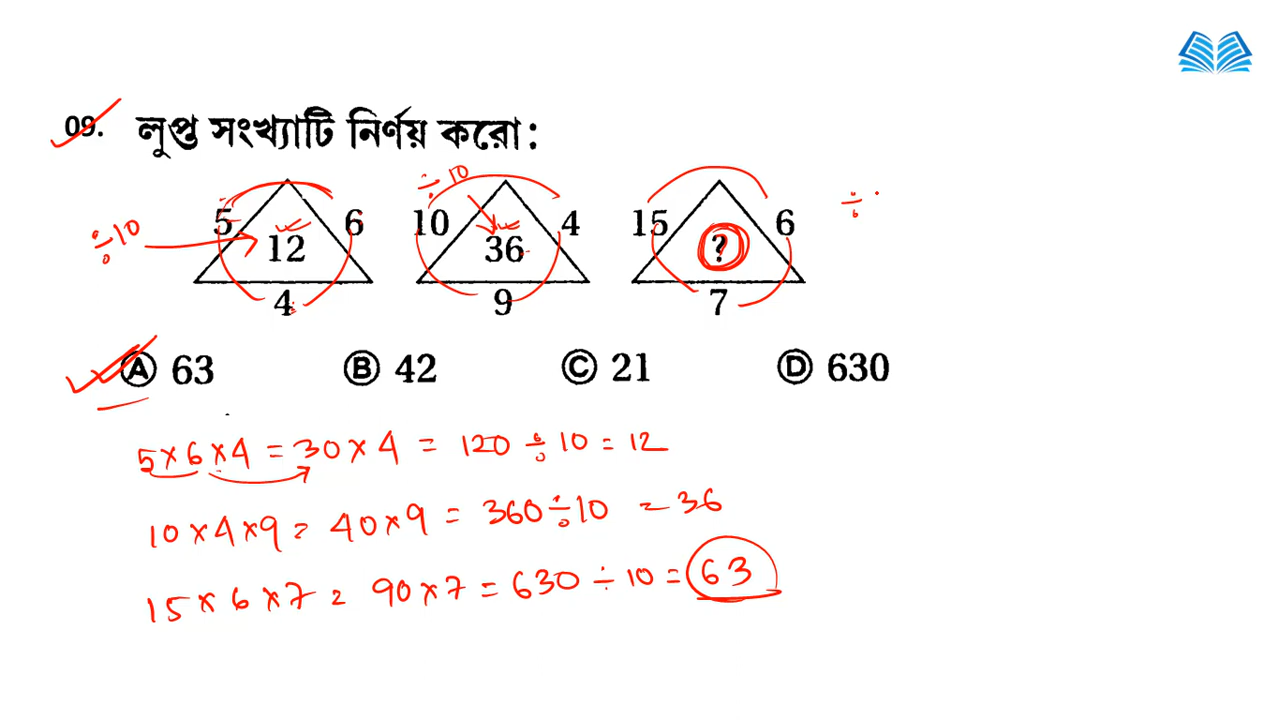 09. লুপ্ত সংখ্যাটি নির্ণয় করো:
÷10
÷10
÷
5 6 10 4 15 6
12 36 ?
4 9 7
Ⓐ 63 Ⓑ 42 Ⓒ 21 Ⓓ 630
5×6×4 = 30×4 = 120 ÷ 10 = 12
10×4×9 = 40×9 = 360÷10 = 36
15×6×7 = 90×7 = 630 ÷ 10 = 63